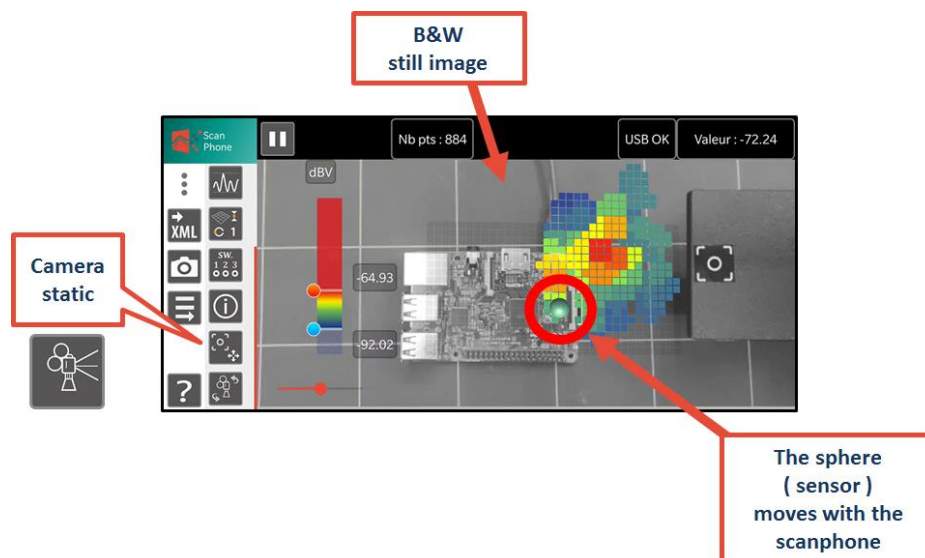 B&W
still image
Scan
Phone
Nb pts : 884
USB OK
Valeur : -72.24
dBV
XML
C 1
SW.
1 2 3
-64.93
-92.02
?
Camera
static
The sphere
( sensor )
moves with the
scanphone